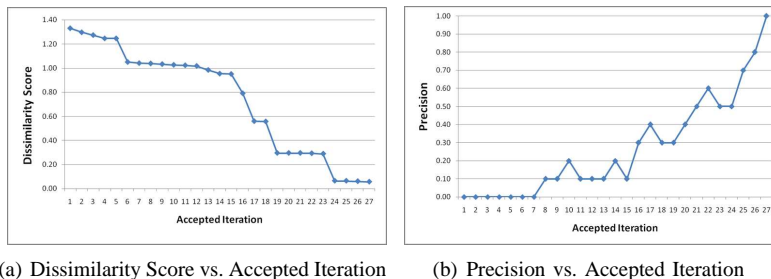 1.40
1.20
1.00
0.80
0.60
0.40
0.20
0.00
Dissimilarity Score
1 2 3 4 5 6 7 8 9 10 11 12 13 14 15 16 17 18 19 20 21 22 23 24 25 26 27
Accepted Iteration
(a) Dissimilarity Score vs. Accepted Iteration
1.00
0.90
0.80
0.70
0.60
0.50
0.40
0.30
0.20
0.10
0.00
Precision
1 2 3 4 5 6 7 8 9 10 11 12 13 14 15 16 17 18 19 20 21 22 23 24 25 26 27
Accepted Iteration
(b) Precision vs. Accepted Iteration